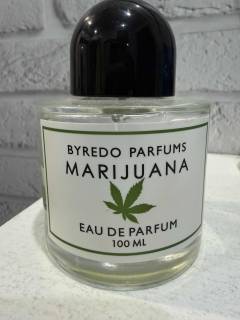 BYREDO PARFUMS
MARIJUANA
EAU DE PARFUM
100 ML